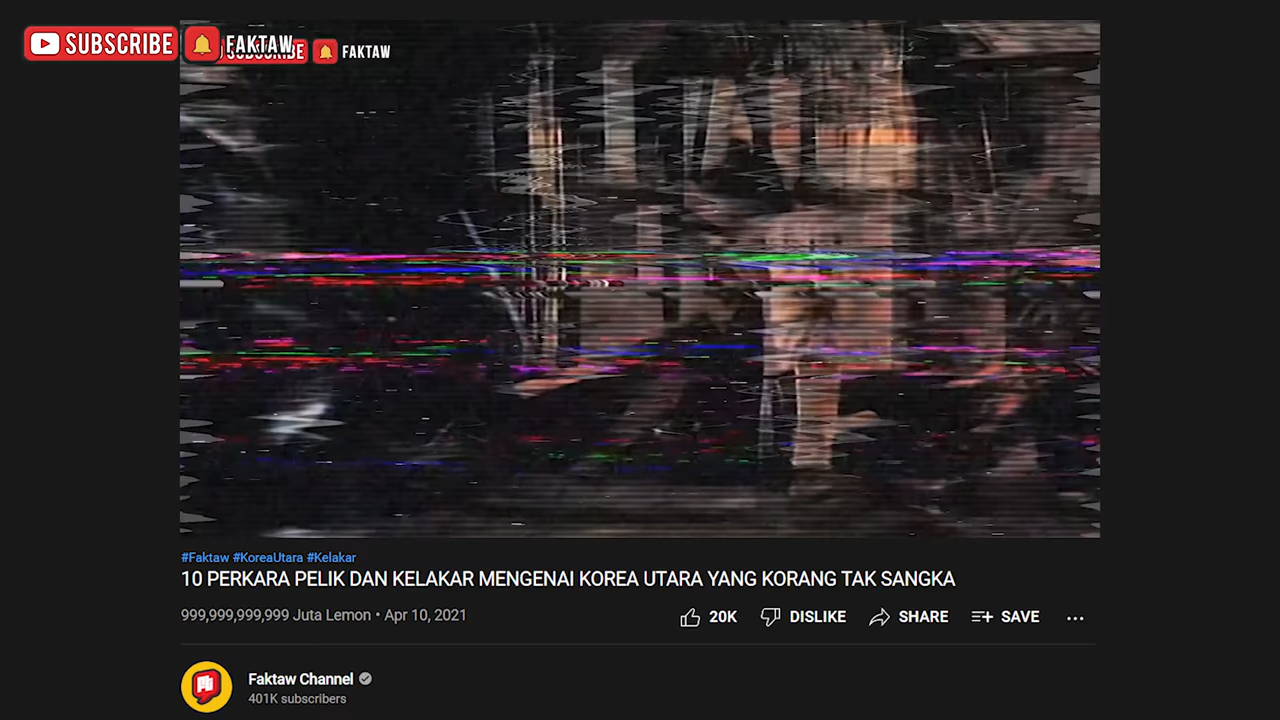 SUBSCRIBE FAKTAW
SUBSCRIBE FAKTAW
#Faktaw #KoreaUtara #Kelakar
10 PERKARA PELIK DAN KELAKAR MENGENAI KOREA UTARA YANG KORANG TAK SANGKA
999,999,999,999 Juta Lemon • Apr 10, 2021
20K DISLIKE SHARE SAVE ...
Faktaw Channel
401K subscribers